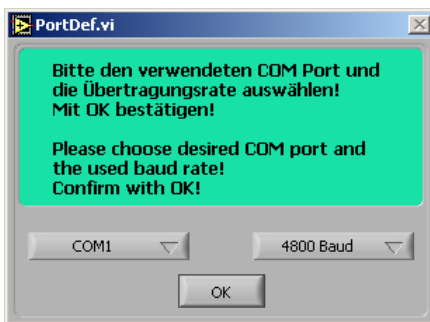 PortDef.vi
Bitte den verwendeten COM Port und
die Übertragungsrate auswählen!
Mit OK bestätigen!
Please choose desired COM port and
the used baud rate!
Confirm with OK!
COM1
4800 Baud
OK